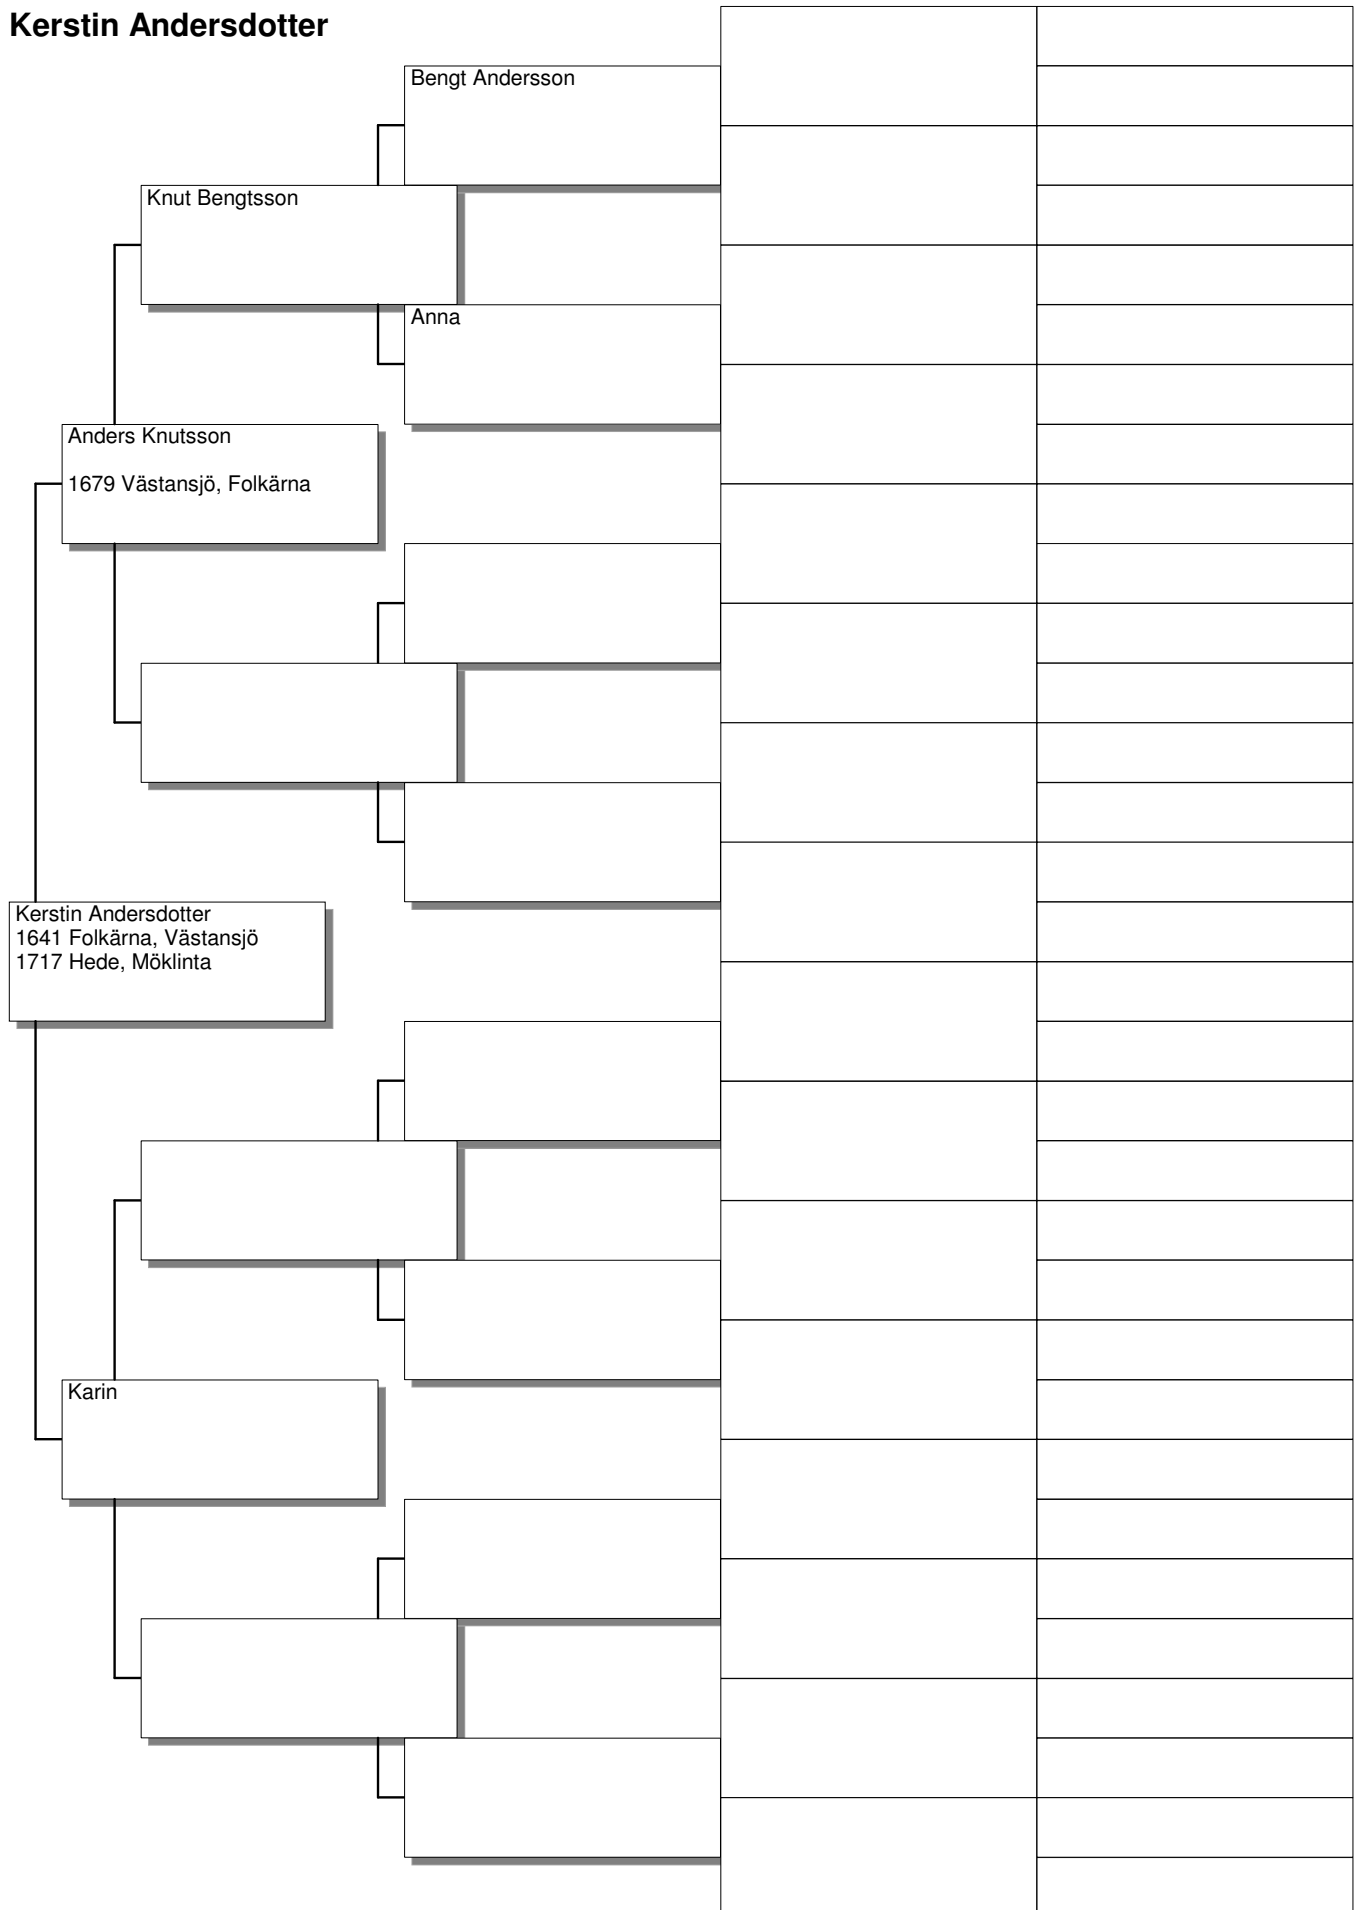 Kerstin Andersdotter
Bengt Andersson
Knut Bengtsson
Anna
Anders Knutsson
1679 Västansjö, Folkärna
Kerstin Andersdotter
1641 Folkärna, Västansjö
1717 Hede, Möklinta
Karin